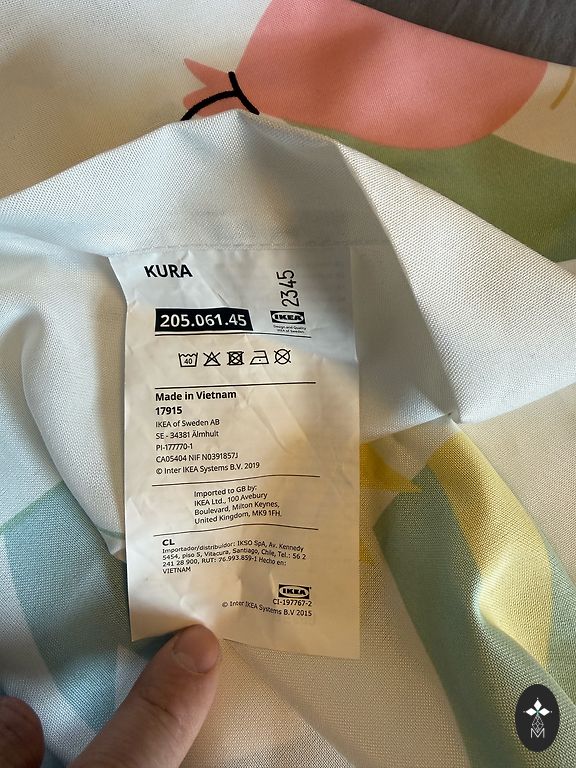 KURA
2345
205.061.45
IKEA
Design and Quality
IKEA of Sweden
40
Made in Vietnam
17915
IKEA of Sweden AB
SE - 34381 Älmhult
PI-177770-1
CA05404 NIF N0391857J
© Inter IKEA Systems B.V. 2019
Imported to GB by:
IKEA Ltd., 100 Avebury
Boulevard, Milton Keynes,
United Kingdom, MK9 1FH.
CL
Importador/distribuidor: IKSO SpA, Av. Kennedy
5454, piso 5, Vitacura, Santiago, Chile, Tel.: 56 2
241 28 900, RUT: 76.993.859-1 Hecho en:
VIETNAM
IKEA
CI-197767-2
© Inter IKEA Systems B.V 2015
M